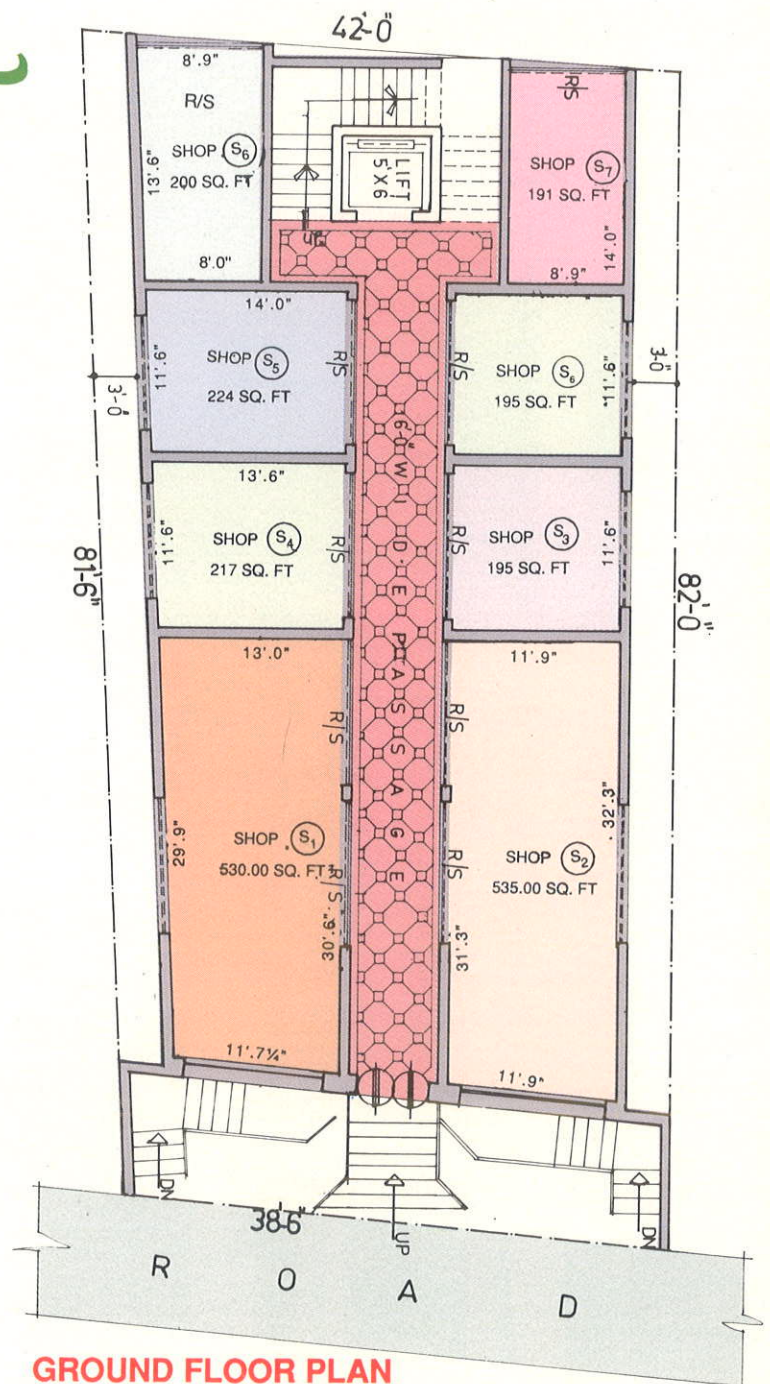 42'-0"
8'.9"
R/S
SHOP S6
200 SQ. FT
13'.6"
8'.0"
LIFT
5'X6
UP
R/S
SHOP S7
191 SQ. FT
14'.0"
8'.9"
14'.0"
SHOP S5
224 SQ. FT
11'.6"
R/S
3'-0"
R/S
SHOP S6
195 SQ. FT
11'.6"
3-0"
6'-0" WIDE PASSAGE
13'.6"
SHOP S4
217 SQ. FT
11'.6"
R/S
R/S
SHOP S3
195 SQ. FT
11'.6"
81'-6"
82'-0"
13'.0"
R/S
SHOP S1
530.00 SQ. FT
29'.9"
R/S
30'.6"
11'.7¼"
11'.9"
R/S
R/S
SHOP S2
535.00 SQ. FT
32'.3"
31'.3"
11'.9"
DN
UP
DN
38'-6"
ROAD
GROUND FLOOR PLAN